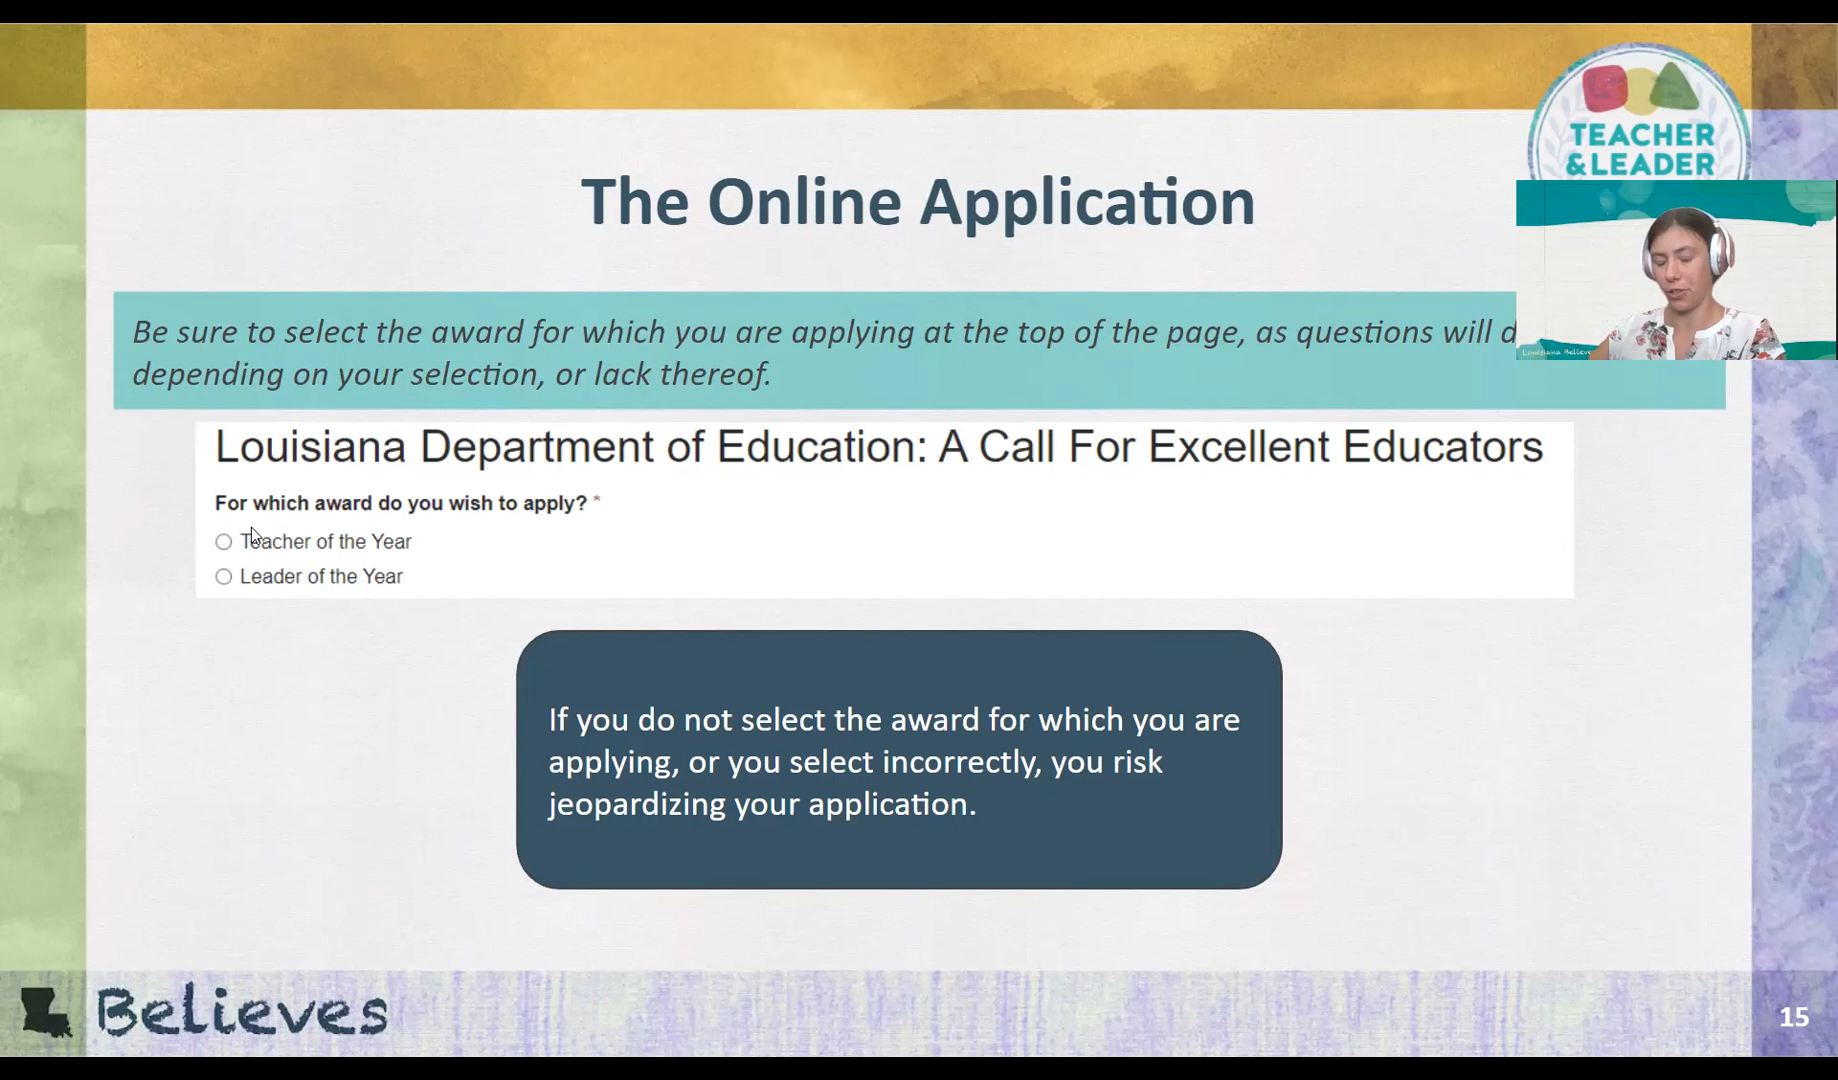 TEACHER
& LEADER
The Online Application
Be sure to select the award for which you are applying at the top of the page, as questions will
depending on your selection, or lack thereof.
Louisiana Believes
Louisiana Department of Education: A Call For Excellent Educators
For which award do you wish to apply? *
Teacher of the Year
Leader of the Year
If you do not select the award for which you are
applying, or you select incorrectly, you risk
jeopardizing your application.
Believes
15